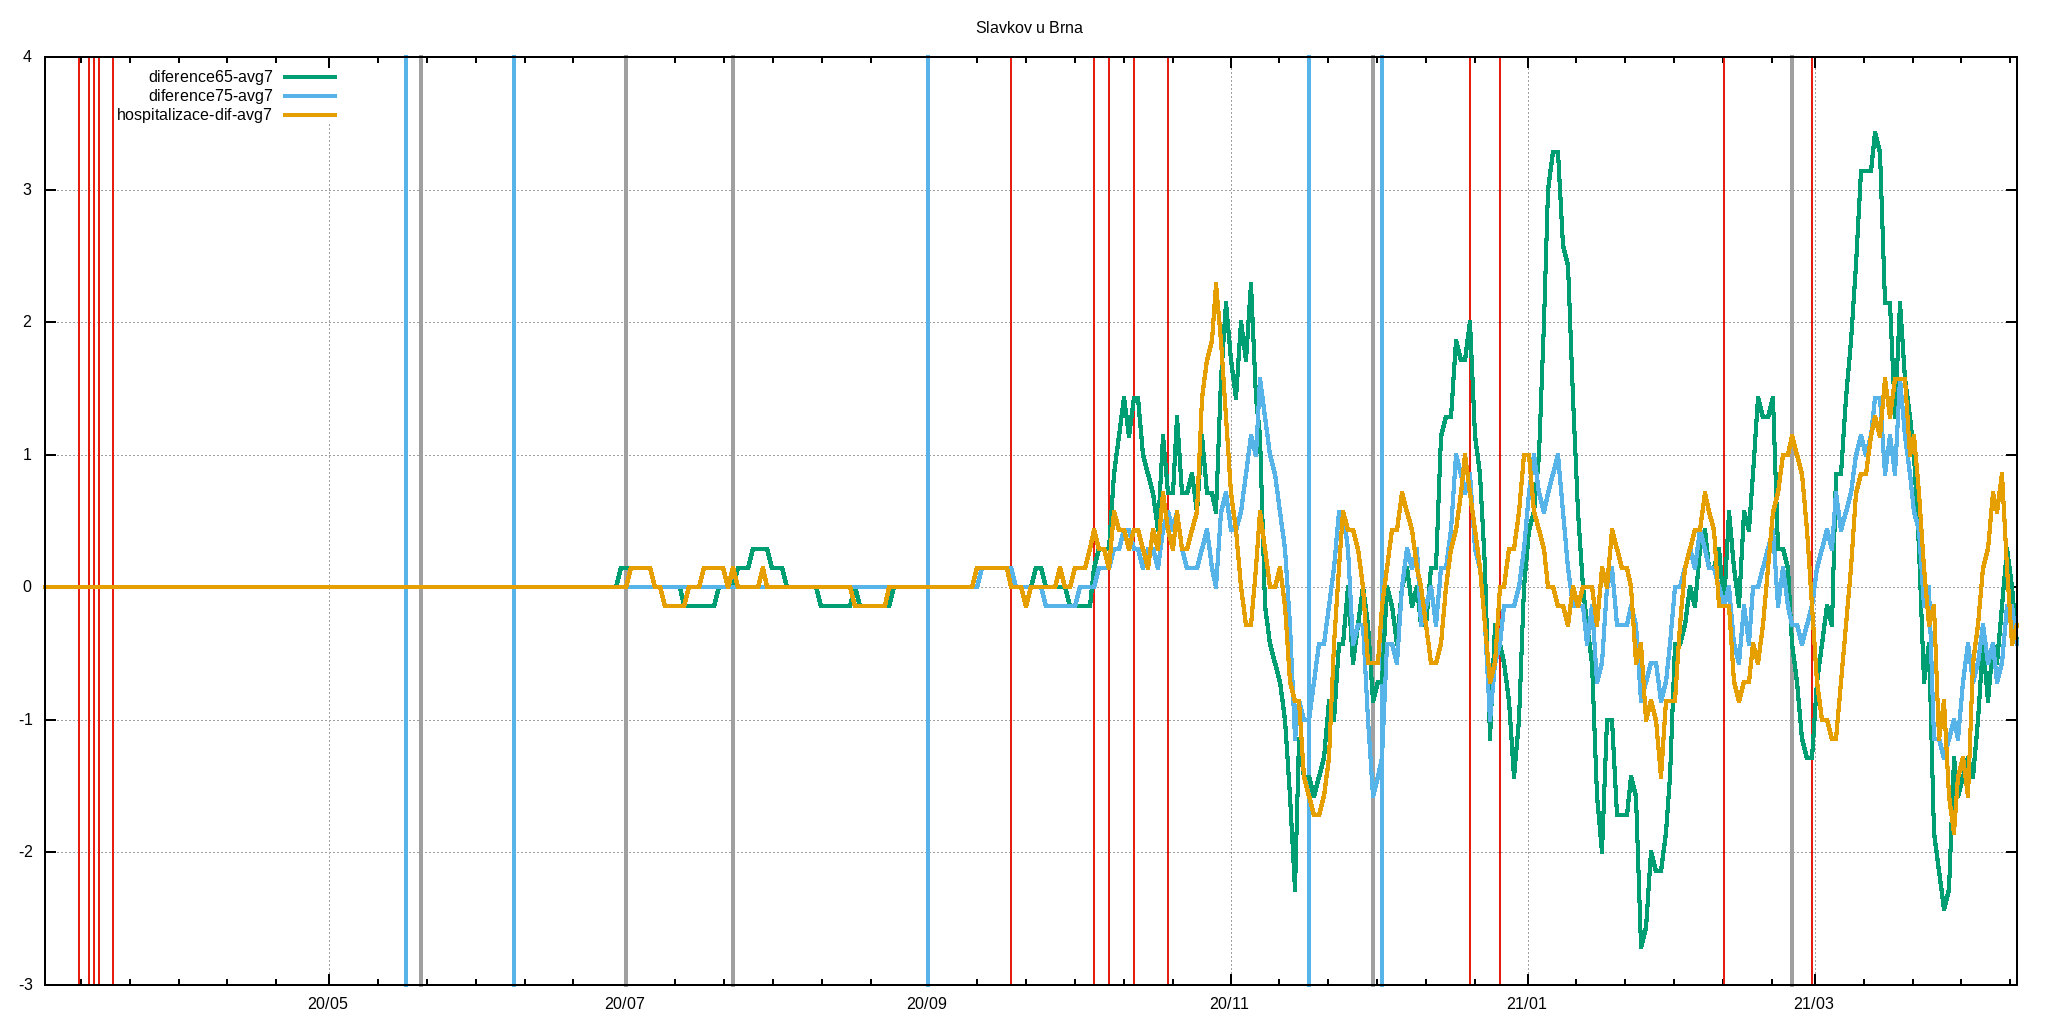 Slavkov u Brna
diference65-avg7
diference75-avg7
hospitalizace-dif-avg7
4
3
2
1
0
-1
-2
-3
20/05 20/07 20/09 20/11 21/01 21/03